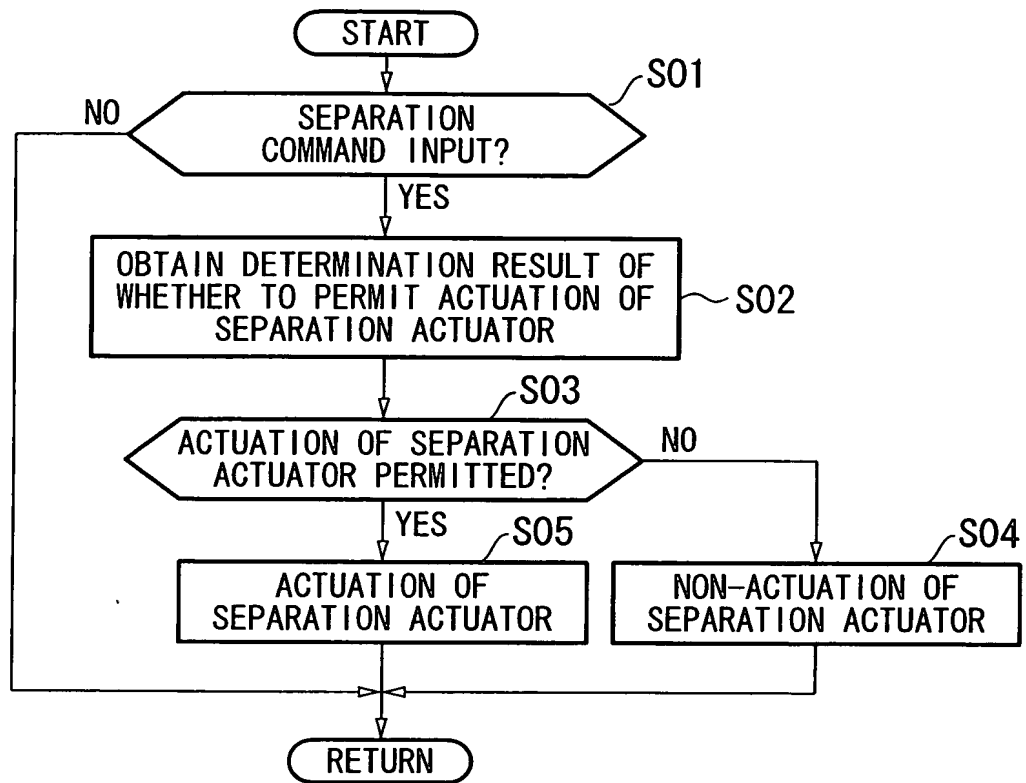 START
S01
NO
SEPARATION
COMMAND INPUT?
YES
OBTAIN DETERMINATION RESULT OF
WHETHER TO PERMIT ACTUATION OF
SEPARATION ACTUATOR
S02
S03
ACTUATION OF SEPARATION
ACTUATOR PERMITTED?
NO
YES
S05
S04
ACTUATION OF
SEPARATION ACTUATOR
NON-ACTUATION OF
SEPARATION ACTUATOR
RETURN